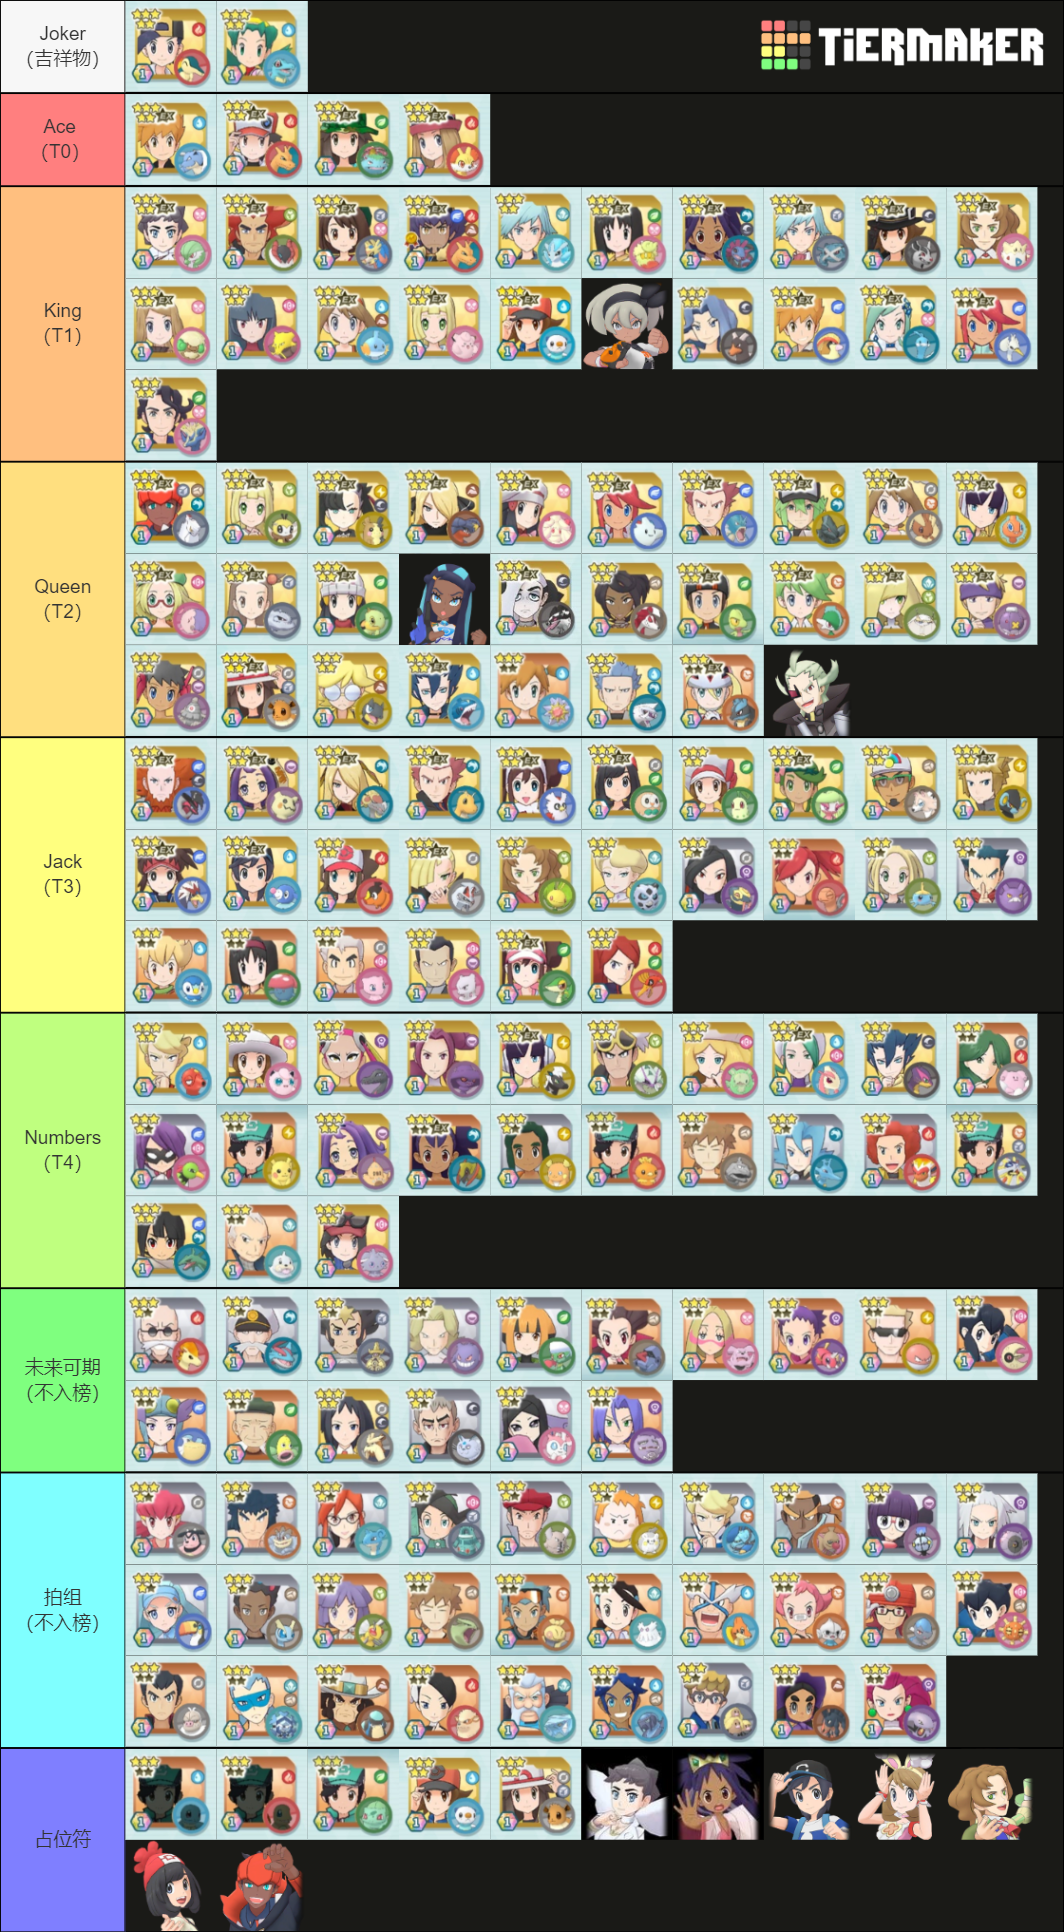 Joker
(吉祥物)
TIERMAKER
Ace
(T0)
King
(T1)
Queen
(T2)
Jack
(T3)
Numbers
(T4)
未来可期
(不入榜)
拍组
(不入榜)
占位符